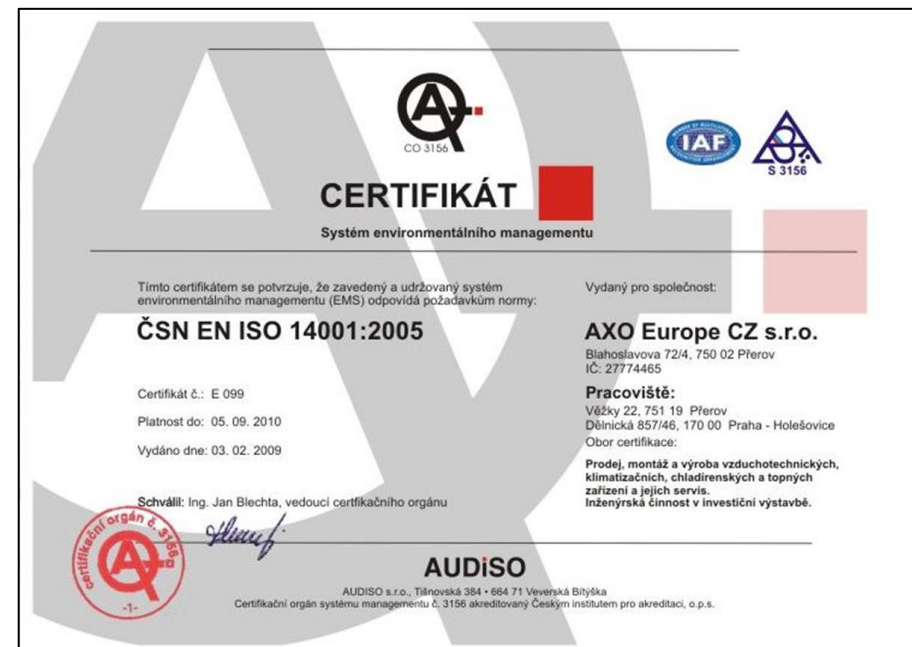 CO 3156
IAF
S 3156
CERTIFIKÁT
Systém environmentálního managementu
Tímto certifikátem se potvrzuje, že zavedený a udržovaný systém
environmentálního managementu (EMS) odpovídá požadavkům normy:
ČSN EN ISO 14001:2005
Certifikát č.: E 099
Platnost do: 05. 09. 2010
Vydáno dne: 03. 02. 2009
Schválil: Ing. Jan Blechta, vedoucí certfikačního orgánu
Vydaný pro společnost:
AXO Europe CZ s.r.o.
Blahoslavova 72/4, 750 02 Přerov
IČ: 27774465
Pracoviště:
Věžky 22, 751 19 Přerov
Dělnická 857/46, 170 00 Praha - Holešovice
Obor certifikace:
Prodej, montáž a výroba vzduchotechnických,
klimatizačních, chladírenských a topných
zařízení a jejich servis.
Inženýrská činnost v investiční výstavbě.
certifikační orgán č. 3156
-1-
AUDiSO
AUDISO s.r.o., Tišnovská 384 • 664 71 Veverská Bítýška
Certifikační orgán systému managementu č. 3156 akreditovaný Českým institutem pro akreditaci, o.p.s.